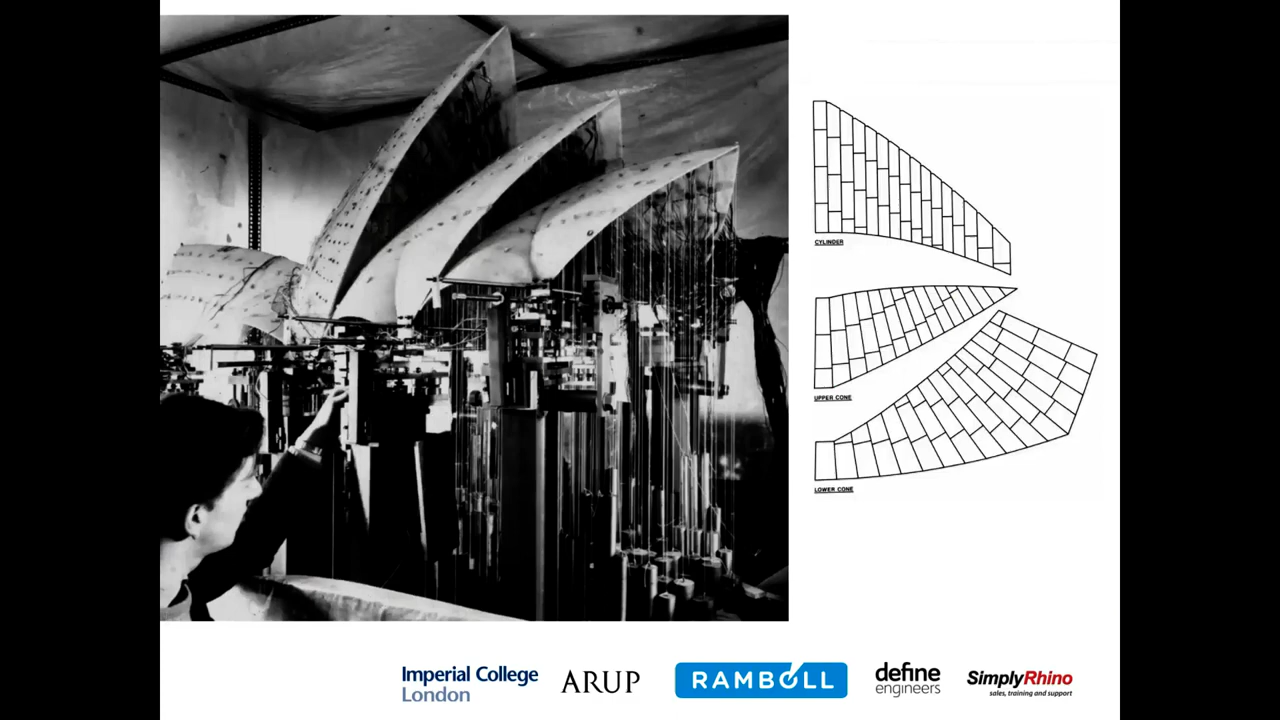 CYLINDER
UPPER CONE
LOWER CONE
Imperial College
London
ARUP
RAMBOLL
define
engineers
SimplyRhino
sales, training and support